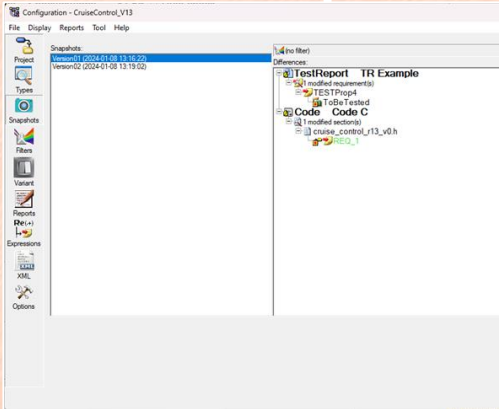 Configuration - CruiseControl_V13
File Display Reports Tool Help
Project
Types
Snapshots
Filters
Variant
Reports
Re(+)
Expressions
XML
XML
Options
Snapshots:
Version01 (2024-01-08 13:16:22)
Version02 (2024-01-08 13:19:02)
(no filter)
Differences:
TestReport TR Example
1 modified requirement(s)
TESTProp4
ToBeTested
Code Code C
1 modified section(s)
cruise_control_r13_v0.h
REQ_1